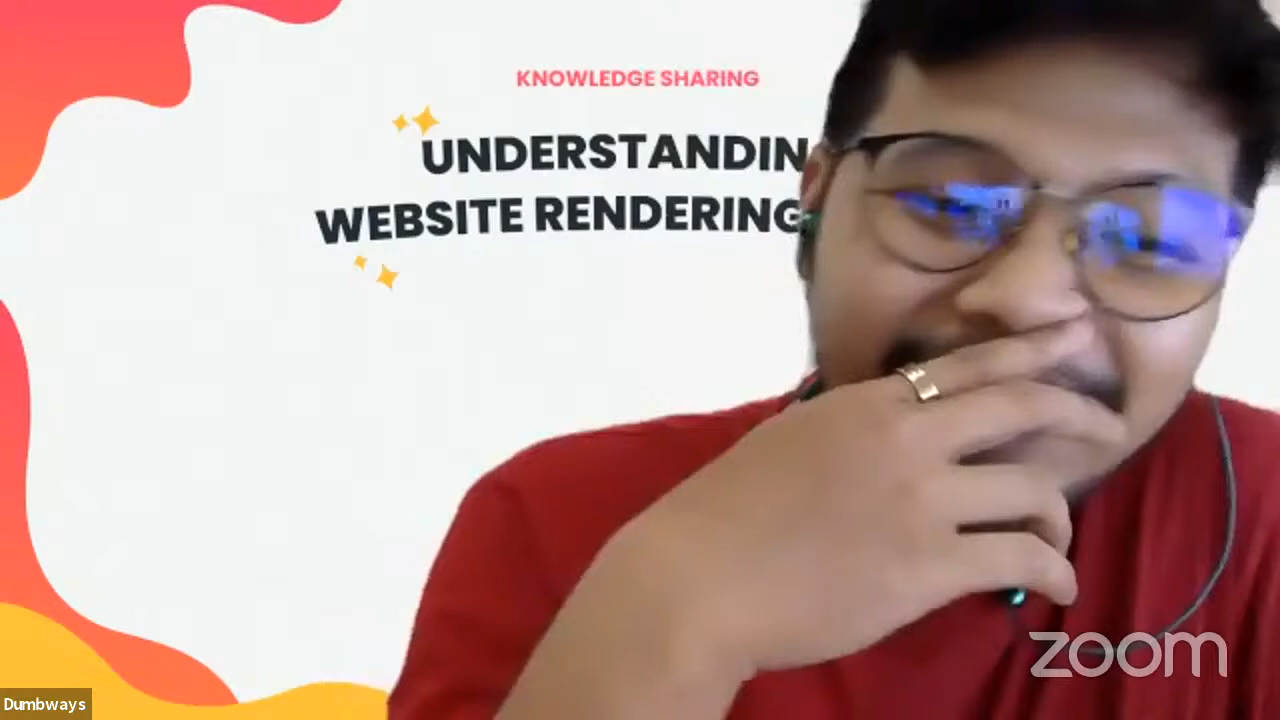 KNOWLEDGE SHARING
UNDERSTANDIN
WEBSITE RENDERING
zoom
Dumbways